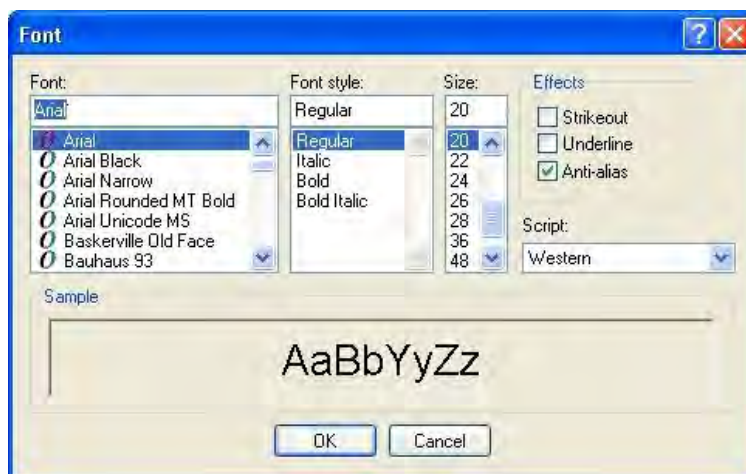 Font
Font:
Arial
Arial
Arial Black
Arial Narrow
Arial Rounded MT Bold
Arial Unicode MS
Baskerville Old Face
Bauhaus 93
Font style:
Regular
Regular
Italic
Bold
Bold Italic
Size:
20
20
22
24
26
28
36
48
Effects
Strikeout
Underline
Anti-alias
Script:
Western
Sample
AaBbYyZz
OK
Cancel